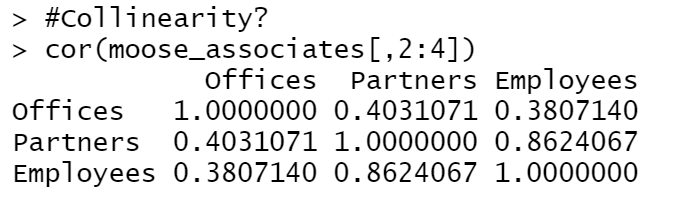 > #Collinearity?
> cor(moose_associates[,2:4])
Offices Partners Employees
Offices 1.0000000 0.4031071 0.3807140
Partners 0.4031071 1.0000000 0.8624067
Employees 0.3807140 0.8624067 1.0000000